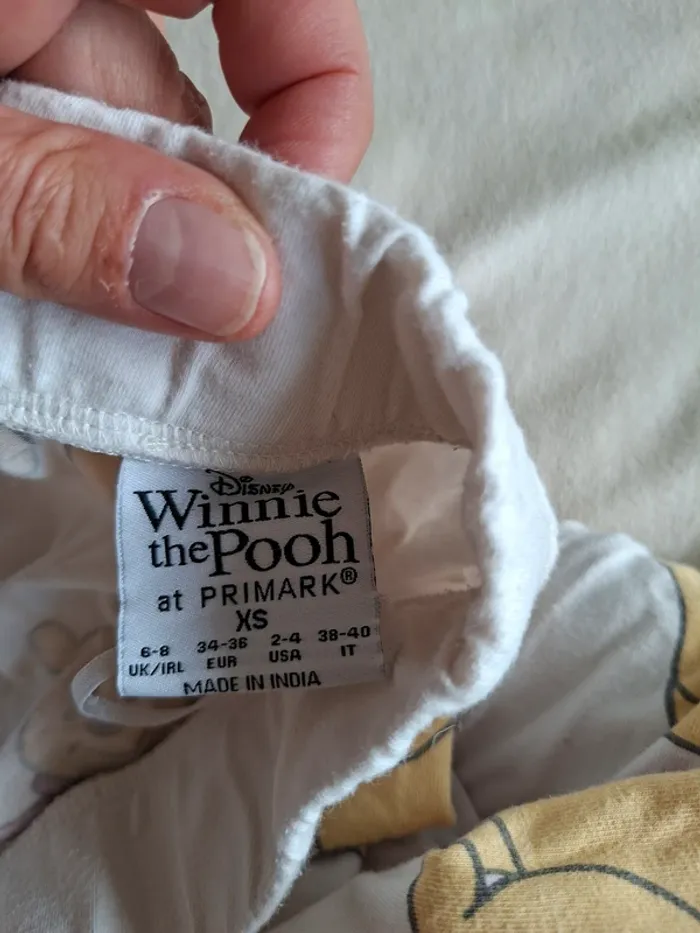 Disney
Winnie
the Pooh
at PRIMARK®
XS
6-8 34-36 2-4 38-40
UK/IRL EUR USA IT
MADE IN INDIA